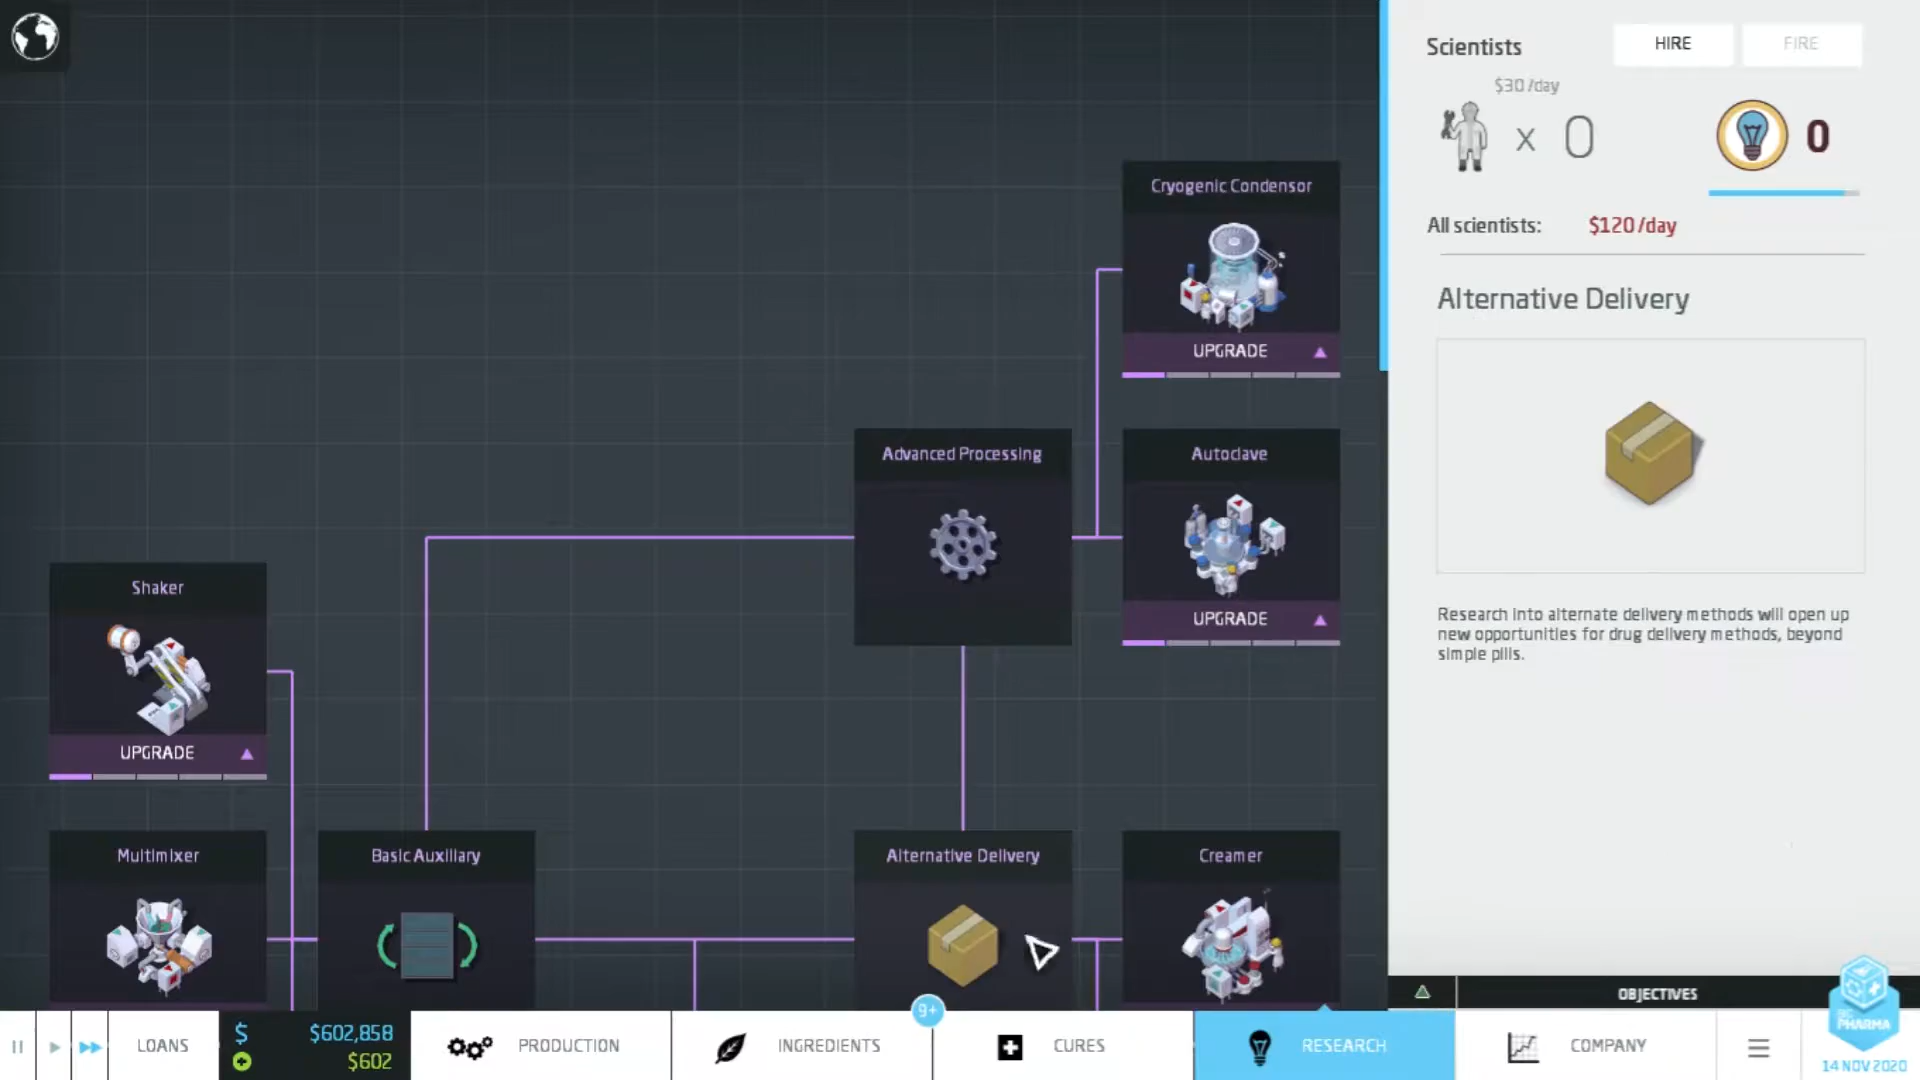 Scientists
HIRE
FIRE
$30/day
x 0
0
All scientists: $120/day
Alternative Delivery
Research into alternate delivery methods will open up
new opportunities for drug delivery methods, beyond
simple pills.
Cryogenic Condensor
UPGRADE
Advanced Processing
Autoclave
UPGRADE
Shaker
UPGRADE
Multimixer
Basic Auxiliary
Alternative Delivery
Creamer
OBJECTIVES
LOANS
$ $602,858
$602
PRODUCTION
INGREDIENTS
9+
CURES
RESEARCH
COMPANY
PHARMA
14 NOV 2020